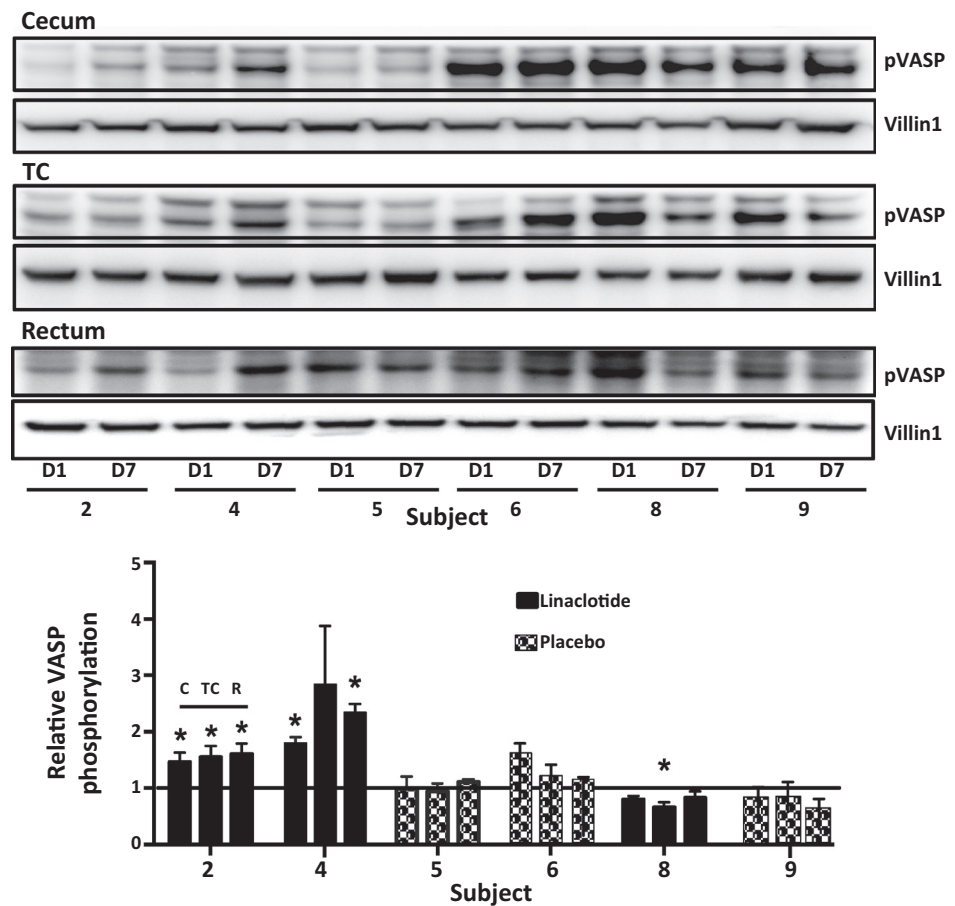 Cecum
pVASP
Villin1
TC
pVASP
Villin1
Rectum
pVASP
Villin1
D1 D7 D1 D7 D1 D7 D1 D7 D1 D7 D1 D7
2 4 5 6 8 9
Subject
Relative VASP
phosphorylation
5
4
3
2
1
0
Linaclotide
Placebo
C TC R
* * * * * *
2 4 5 6 8 9
Subject